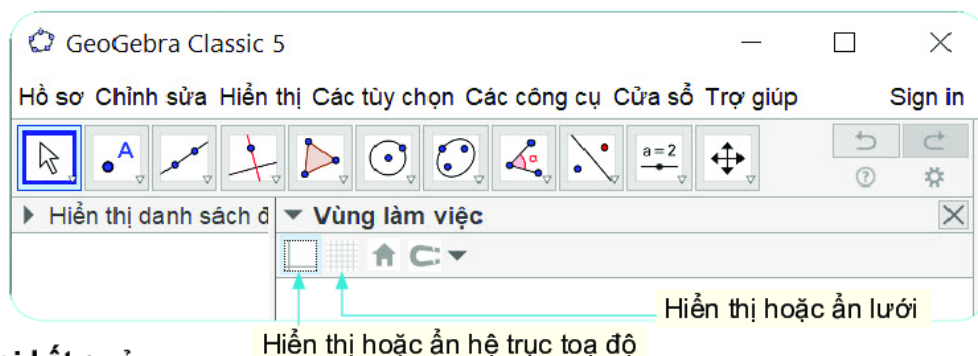 GeoGebra Classic 5
Hồ sơ Chỉnh sửa Hiển thị Các tùy chọn Các công cụ Cửa sổ Trợ giúp Sign in
A α a = 2
Hiển thị danh sách đ Vùng làm việc
Hiển thị hoặc ẩn lưới
Hiển thị hoặc ẩn hệ trục toạ độ